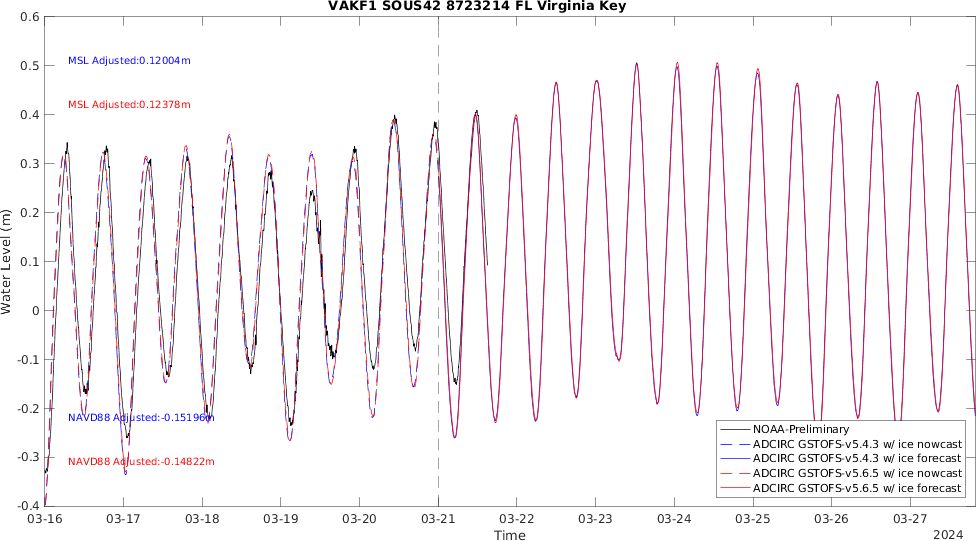 VAKF1 SOUS42 8723214 FL Virginia Key
0.6
0.5
0.4
0.3
0.2
0.1
0
-0.1
-0.2
-0.3
-0.4
Water Level (m)
MSL Adjusted:0.12004m
MSL Adjusted:0.12378m
NAVD88 Adjusted:-0.15196m
NAVD88 Adjusted:-0.14822m
NOAA-Preliminary
ADCIRC GSTOFS-v5.4.3 w/ ice nowcast
ADCIRC GSTOFS-v5.4.3 w/ ice forecast
ADCIRC GSTOFS-v5.6.5 w/ ice nowcast
ADCIRC GSTOFS-v5.6.5 w/ ice forecast
03-16 03-17 03-18 03-19 03-20 03-21 03-22 03-23 03-24 03-25 03-26 03-27
Time
2024